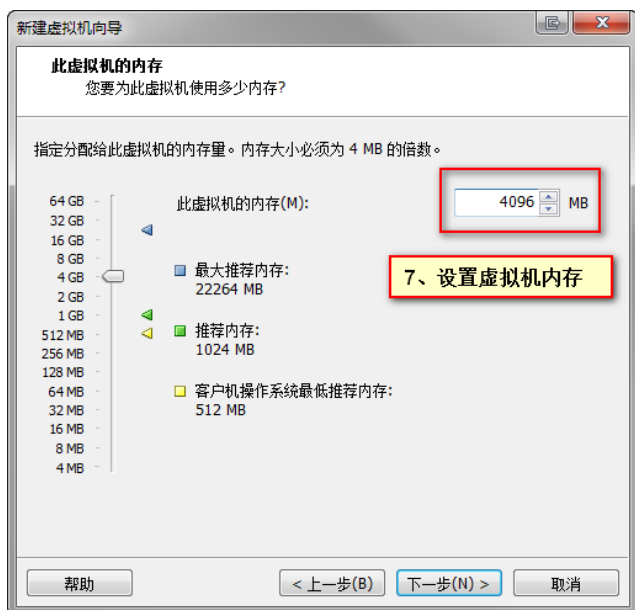 新建虚拟机向导
此虚拟机的内存
您要为此虚拟机使用多少内存?
指定分配给此虚拟机的内存量。内存大小必须为 4 MB 的倍数。
64 GB
32 GB
16 GB
8 GB
4 GB
2 GB
1 GB
512 MB
256 MB
128 MB
64 MB
32 MB
16 MB
8 MB
4 MB
此虚拟机的内存(M):
4096 MB
7、设置虚拟机内存
最大推荐内存:
22264 MB
推荐内存:
1024 MB
客户机操作系统最低推荐内存:
512 MB
帮助
< 上一步(B)
下一步(N) >
取消